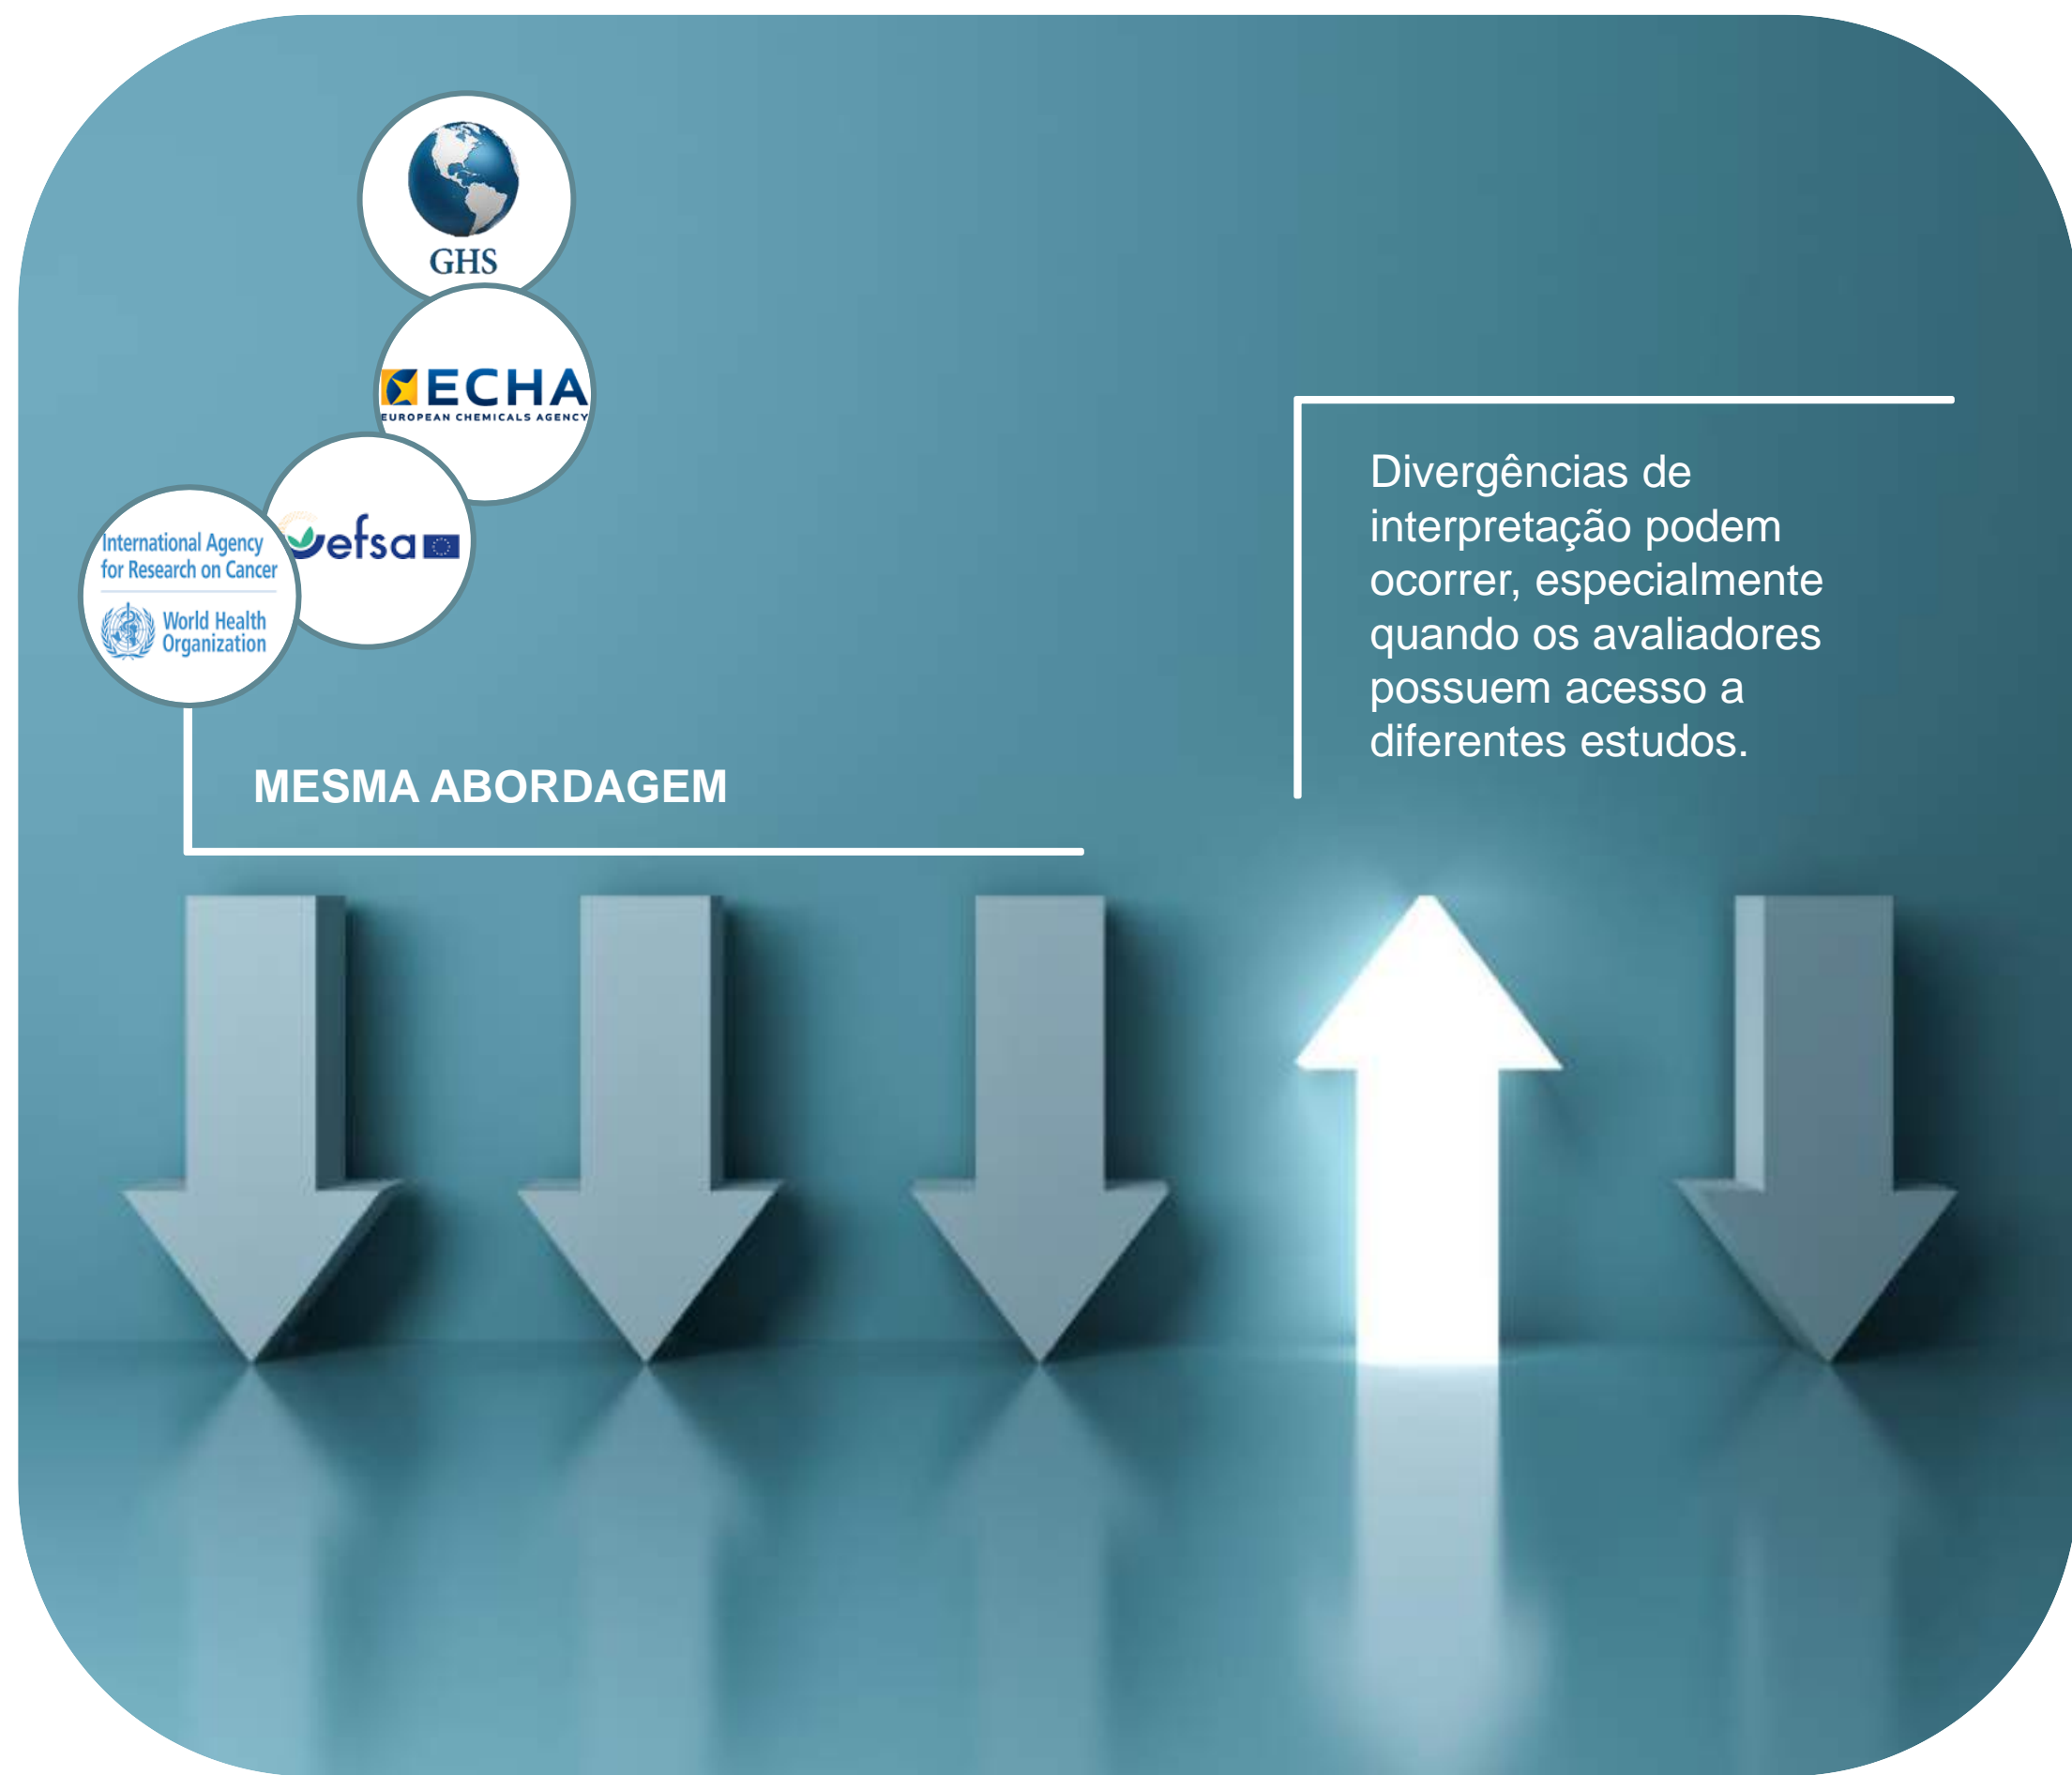 GHS
ECHA
EUROPEAN CHEMICALS AGENCY
efsa
International Agency
for Research on Cancer
World Health
Organization
MESMA ABORDAGEM
Divergências de
interpretação podem
ocorrer, especialmente
quando os avaliadores
possuem acesso a
diferentes estudos.